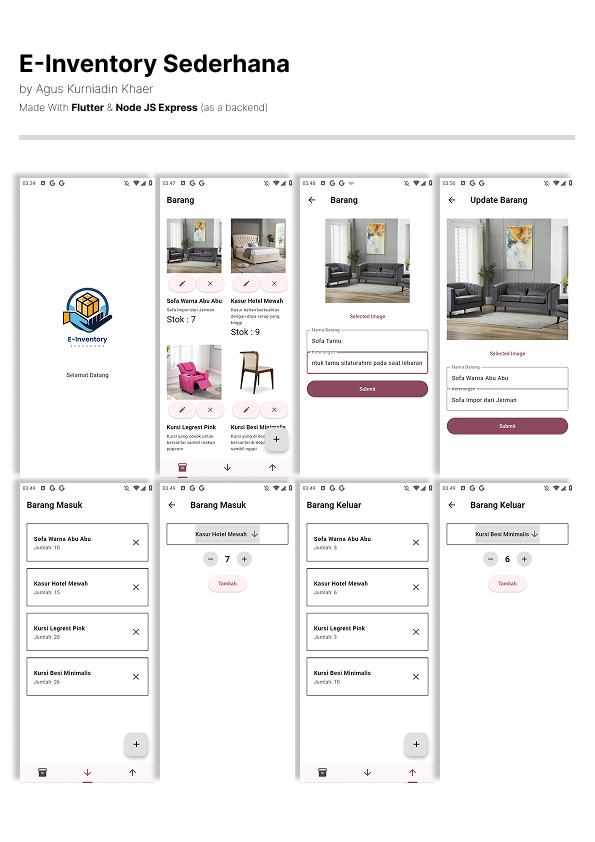 E-Inventory Sederhana
by Agus Kurniadin Khaer
Made With Flutter & Node JS Express (as a backend)
03.24
E-Inventory
Selamat Datang
03.47
Barang
Sofa Warna Abu Abu
Sofa Impor dari Jerman
Stok : 7
Kasur Hotel Mewah
Kasur bahan berkualitas
dengan daya serap yang
tinggi
Stok : 9
Kursi Legrest Pink
Kursi yang cocok untuk
bersantai sambil makan
popcorn
Kursi Besi Minimalis
Kursi yang di
bersantai di
sambil ngopi
03.48
Barang
Selected Image
Nama Barang
Sofa Tamu
Keterangan
ntuk tamu silaturahmi pada saat lebaran
Submit
03.50
Update Barang
Selected Image
Nama Barang
Sofa Warna Abu Abu
Keterangan
Sofa Impor dari Jerman
Submit
03.49
Barang Masuk
Sofa Warna Abu Abu
Jumlah: 10
Kasur Hotel Mewah
Jumlah: 15
Kursi Legrest Pink
Jumlah: 20
Kursi Besi Minimalis
Jumlah: 26
03.49
Barang Masuk
Kasur Hotel Mewah
7
Tambah
03.49
Barang Keluar
Sofa Warna Abu Abu
Jumlah: 3
Kasur Hotel Mewah
Jumlah: 6
Kursi Legrest Pink
Jumlah: 3
Kursi Besi Minimalis
Jumlah: 10
03.49
Barang Keluar
Kursi Besi Minimalis
6
Tambah